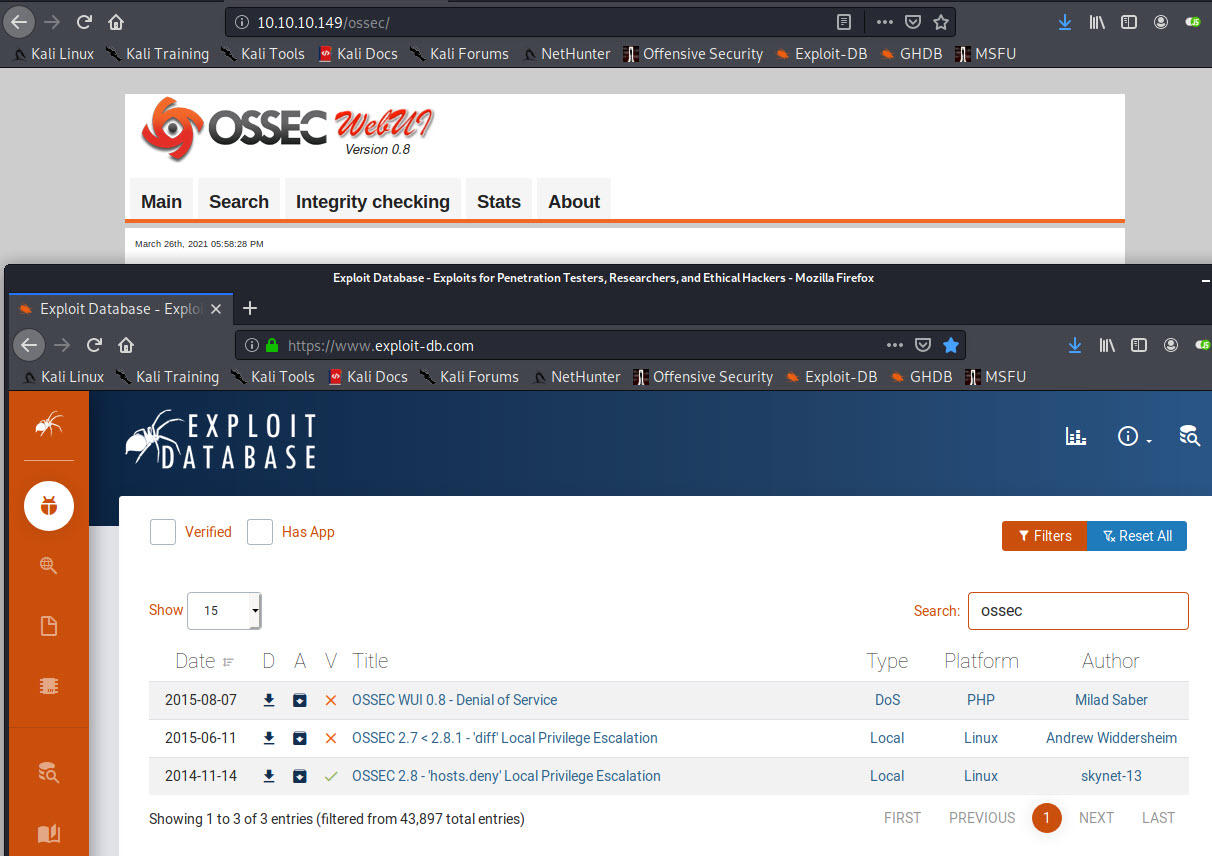 10.10.10.149/ossec/
Kali Linux Kali Training Kali Tools Kali Docs Kali Forums NetHunter Offensive Security Exploit-DB GHDB MSFU
OSSEC WebUI
Version 0.8
Main Search Integrity checking Stats About
March 26th, 2021 05:58:28 PM
Exploit Database - Exploits for Penetration Testers, Researchers, and Ethical Hackers - Mozilla Firefox
Exploit Database - Exploi
https://www.exploit-db.com
Kali Linux Kali Training Kali Tools Kali Docs Kali Forums NetHunter Offensive Security Exploit-DB GHDB MSFU
EXPLOIT
DATABASE
Verified Has App Filters Reset All
Show 15 Search: ossec
Date D A V Title Type Platform Author
2015-08-07 OSSEC WUI 0.8 - Denial of Service DoS PHP Milad Saber
2015-06-11 OSSEC 2.7 < 2.8.1 - 'diff' Local Privilege Escalation Local Linux Andrew Widdersheim
2014-11-14 OSSEC 2.8 - 'hosts.deny' Local Privilege Escalation Local Linux skynet-13
Showing 1 to 3 of 3 entries (filtered from 43,897 total entries) FIRST PREVIOUS 1 NEXT LAST